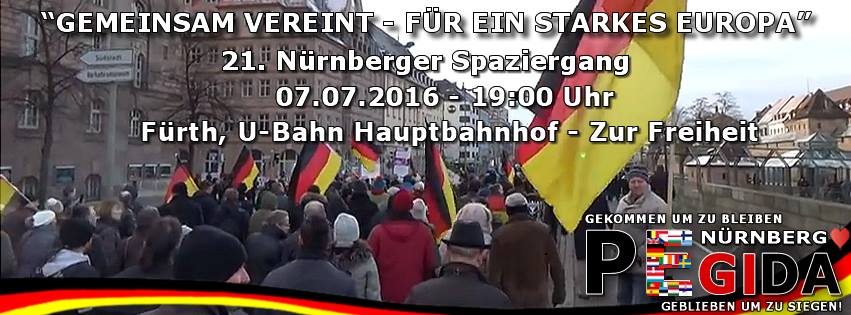 “GEMEINSAM VEREINT - FÜR EIN STARKES EUROPA”
21. Nürnberger Spaziergang
07.07.2016 - 19:00 Uhr
Fürth, U-Bahn Hauptbahnhof - Zur Freiheit
Südstadt
GEKOMMEN UM ZU BLEIBEN
NÜRNBERG
PEGIDA
GEBLIEBEN UM ZU SIEGEN!